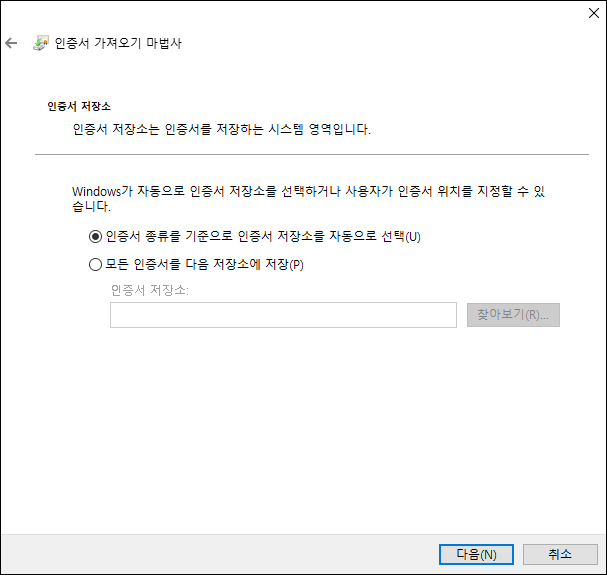 인증서 가져오기 마법사
인증서 저장소
인증서 저장소는 인증서를 저장하는 시스템 영역입니다.
Windows가 자동으로 인증서 저장소를 선택하거나 사용자가 인증서 위치를 지정할 수 있
습니다.
인증서 종류를 기준으로 인증서 저장소를 자동으로 선택(U)
모든 인증서를 다음 저장소에 저장(P)
인증서 저장소:
찾아보기(R)...
다음(N)
취소